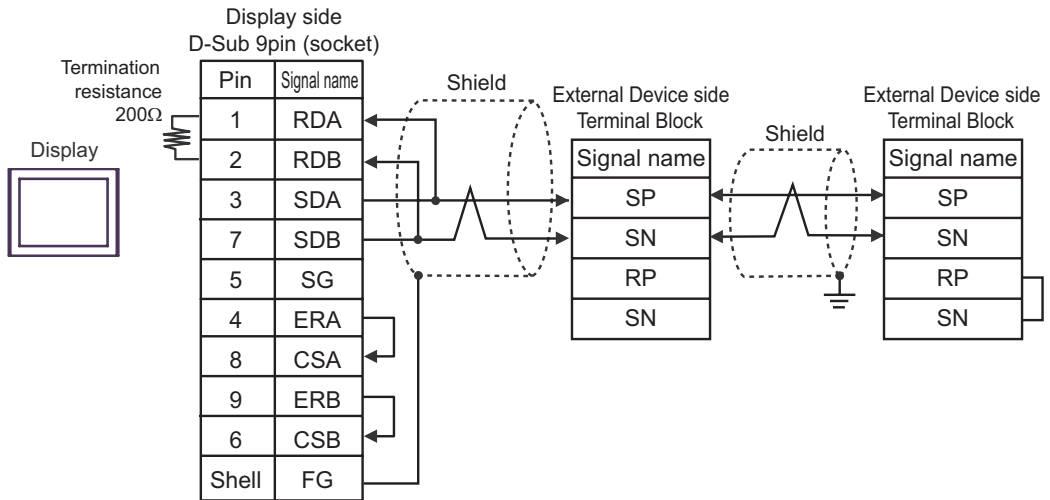 Display side
D-Sub 9pin (socket)
Termination
resistance
200Ω
Display
Pin Signal name
1 RDA
2 RDB
3 SDA
7 SDB
5 SG
4 ERA
8 CSA
9 ERB
6 CSB
Shell FG
Shield
External Device side
Terminal Block
Signal name
SP
SN
RP
SN
Shield
External Device side
Terminal Block
Signal name
SP
SN
RP
SN